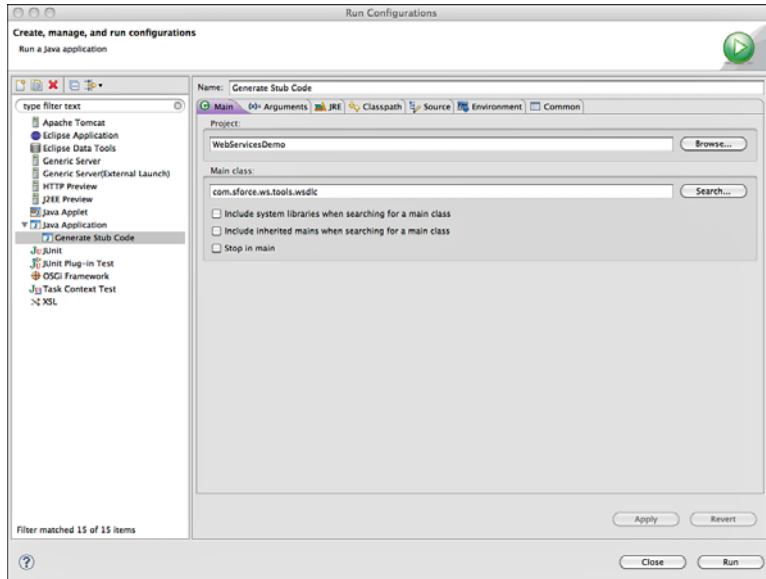 Run Configurations
Create, manage, and run configurations
Run a Java application
Name: Generate Stub Code
type filter text
Main (x)= Arguments JRE Classpath Source Environment Common
Apache Tomcat
Eclipse Application
Eclipse Data Tools
Generic Server
Generic Server(External Launch)
HTTP Preview
J2EE Preview
Java Applet
Java Application
Generate Stub Code
JUnit
JUnit Plug-in Test
OSGi Framework
Task Context Test
XSL
Project:
WebServicesDemo Browse...
Main class:
com.sforce.ws.tools.wsdlc Search...
Include system libraries when searching for a main class
Include inherited mains when searching for a main class
Stop in main
Apply Revert
Filter matched 15 of 15 items
Close Run